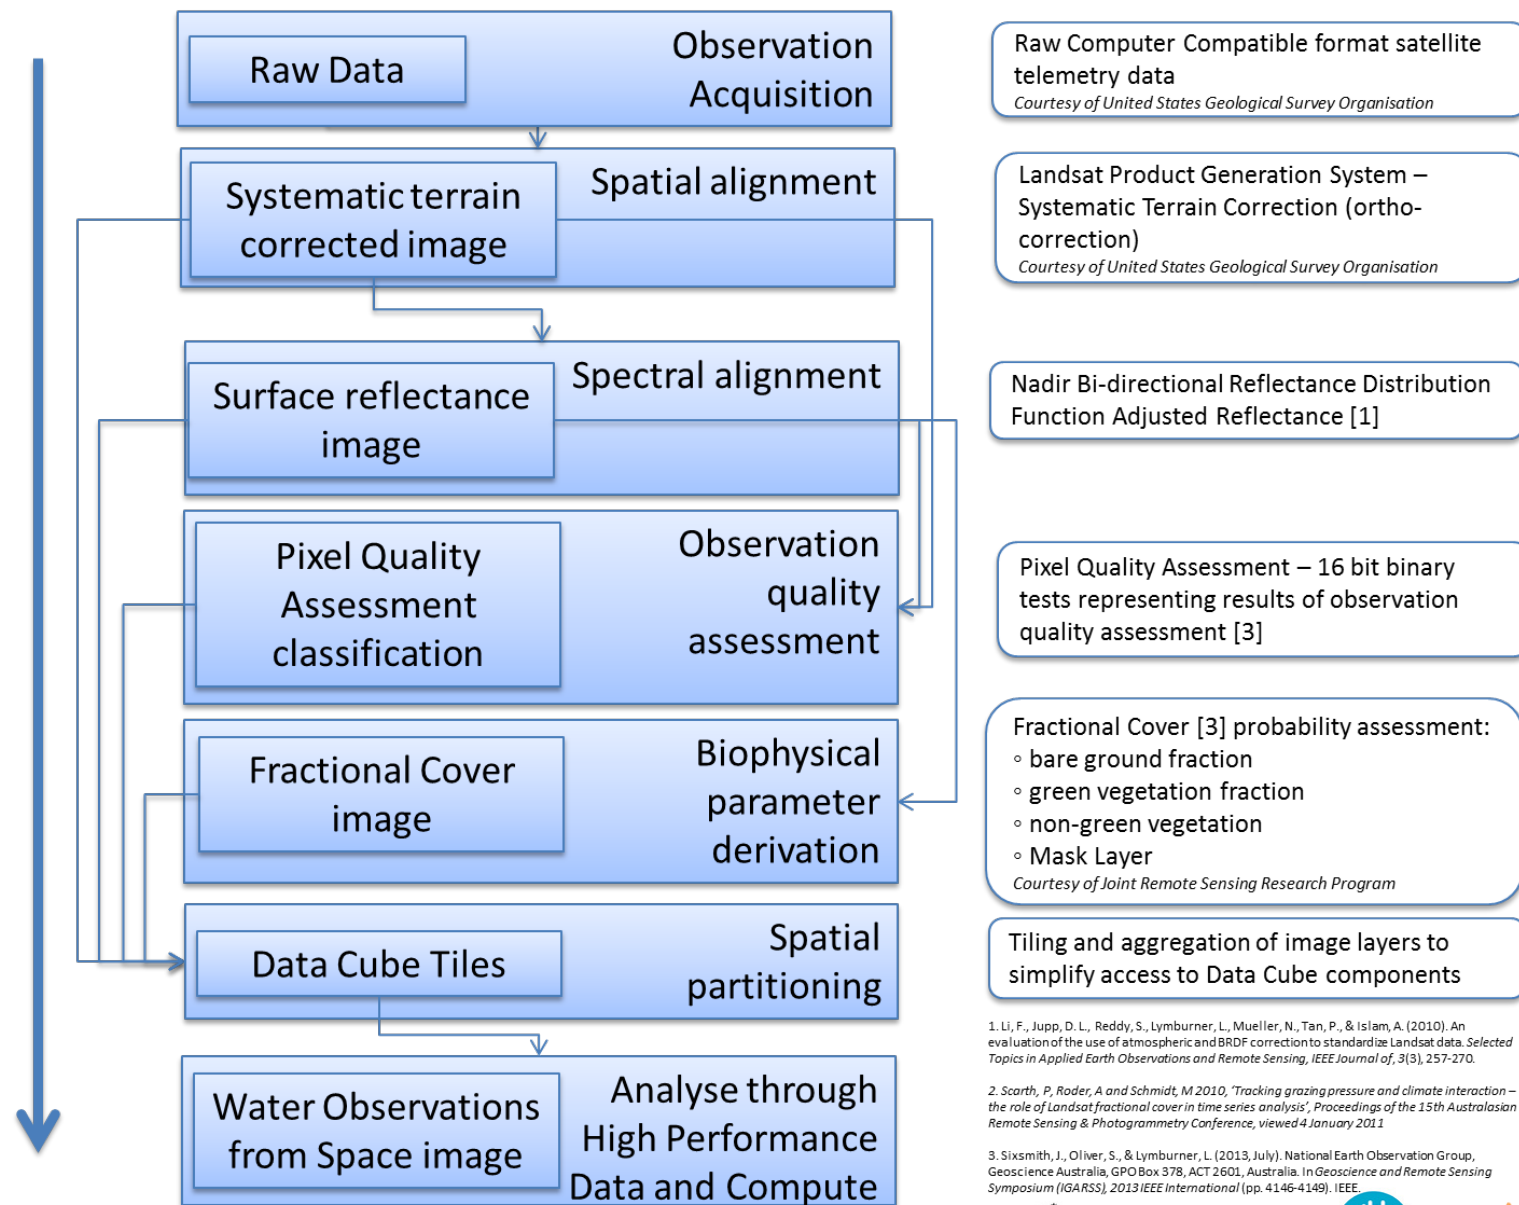 Raw Data
Observation
Acquisition
Raw Computer Compatible format satellite
telemetry data
Courtesy of United States Geological Survey Organisation
Systematic terrain
corrected image
Spatial alignment
Landsat Product Generation System –
Systematic Terrain Correction (ortho-
correction)
Courtesy of United States Geological Survey Organisation
Surface reflectance
image
Spectral alignment
Nadir Bi-directional Reflectance Distribution
Function Adjusted Reflectance [1]
Pixel Quality
Assessment
classification
Observation
quality
assessment
Pixel Quality Assessment – 16 bit binary
tests representing results of observation
quality assessment [3]
Fractional Cover
image
Biophysical
parameter
derivation
Fractional Cover [3] probability assessment:
◦ bare ground fraction
◦ green vegetation fraction
◦ non-green vegetation
◦ Mask Layer
Courtesy of Joint Remote Sensing Research Program
Data Cube Tiles
Spatial
partitioning
Tiling and aggregation of image layers to
simplify access to Data Cube components
Water Observations
from Space image
Analyse through
High Performance
Data and Compute
1. Li, F., Jupp, D. L., Reddy, S., Lymburner, L., Mueller, N., Tan, P., & Islam, A. (2010). An
evaluation of the use of atmospheric and BRDF correction to standardize Landsat data. Selected
Topics in Applied Earth Observations and Remote Sensing, IEEE Journal of, 3(3), 257-270.
2. Scarth, P, Roder, A and Schmidt, M 2010, ‘Tracking grazing pressure and climate interaction –
the role of Landsat fractional cover in time series analysis’, Proceedings of the 15th Australasian
Remote Sensing & Photogrammetry Conference, viewed 4 January 2011
3. Sixsmith, J., Oliver, S., & Lymburner, L. (2013, July). National Earth Observation Group,
Geoscience Australia, GPO Box 378, ACT 2601, Australia. In Geoscience and Remote Sensing
Symposium (IGARSS), 2013 IEEE International (pp. 4146-4149). IEEE.